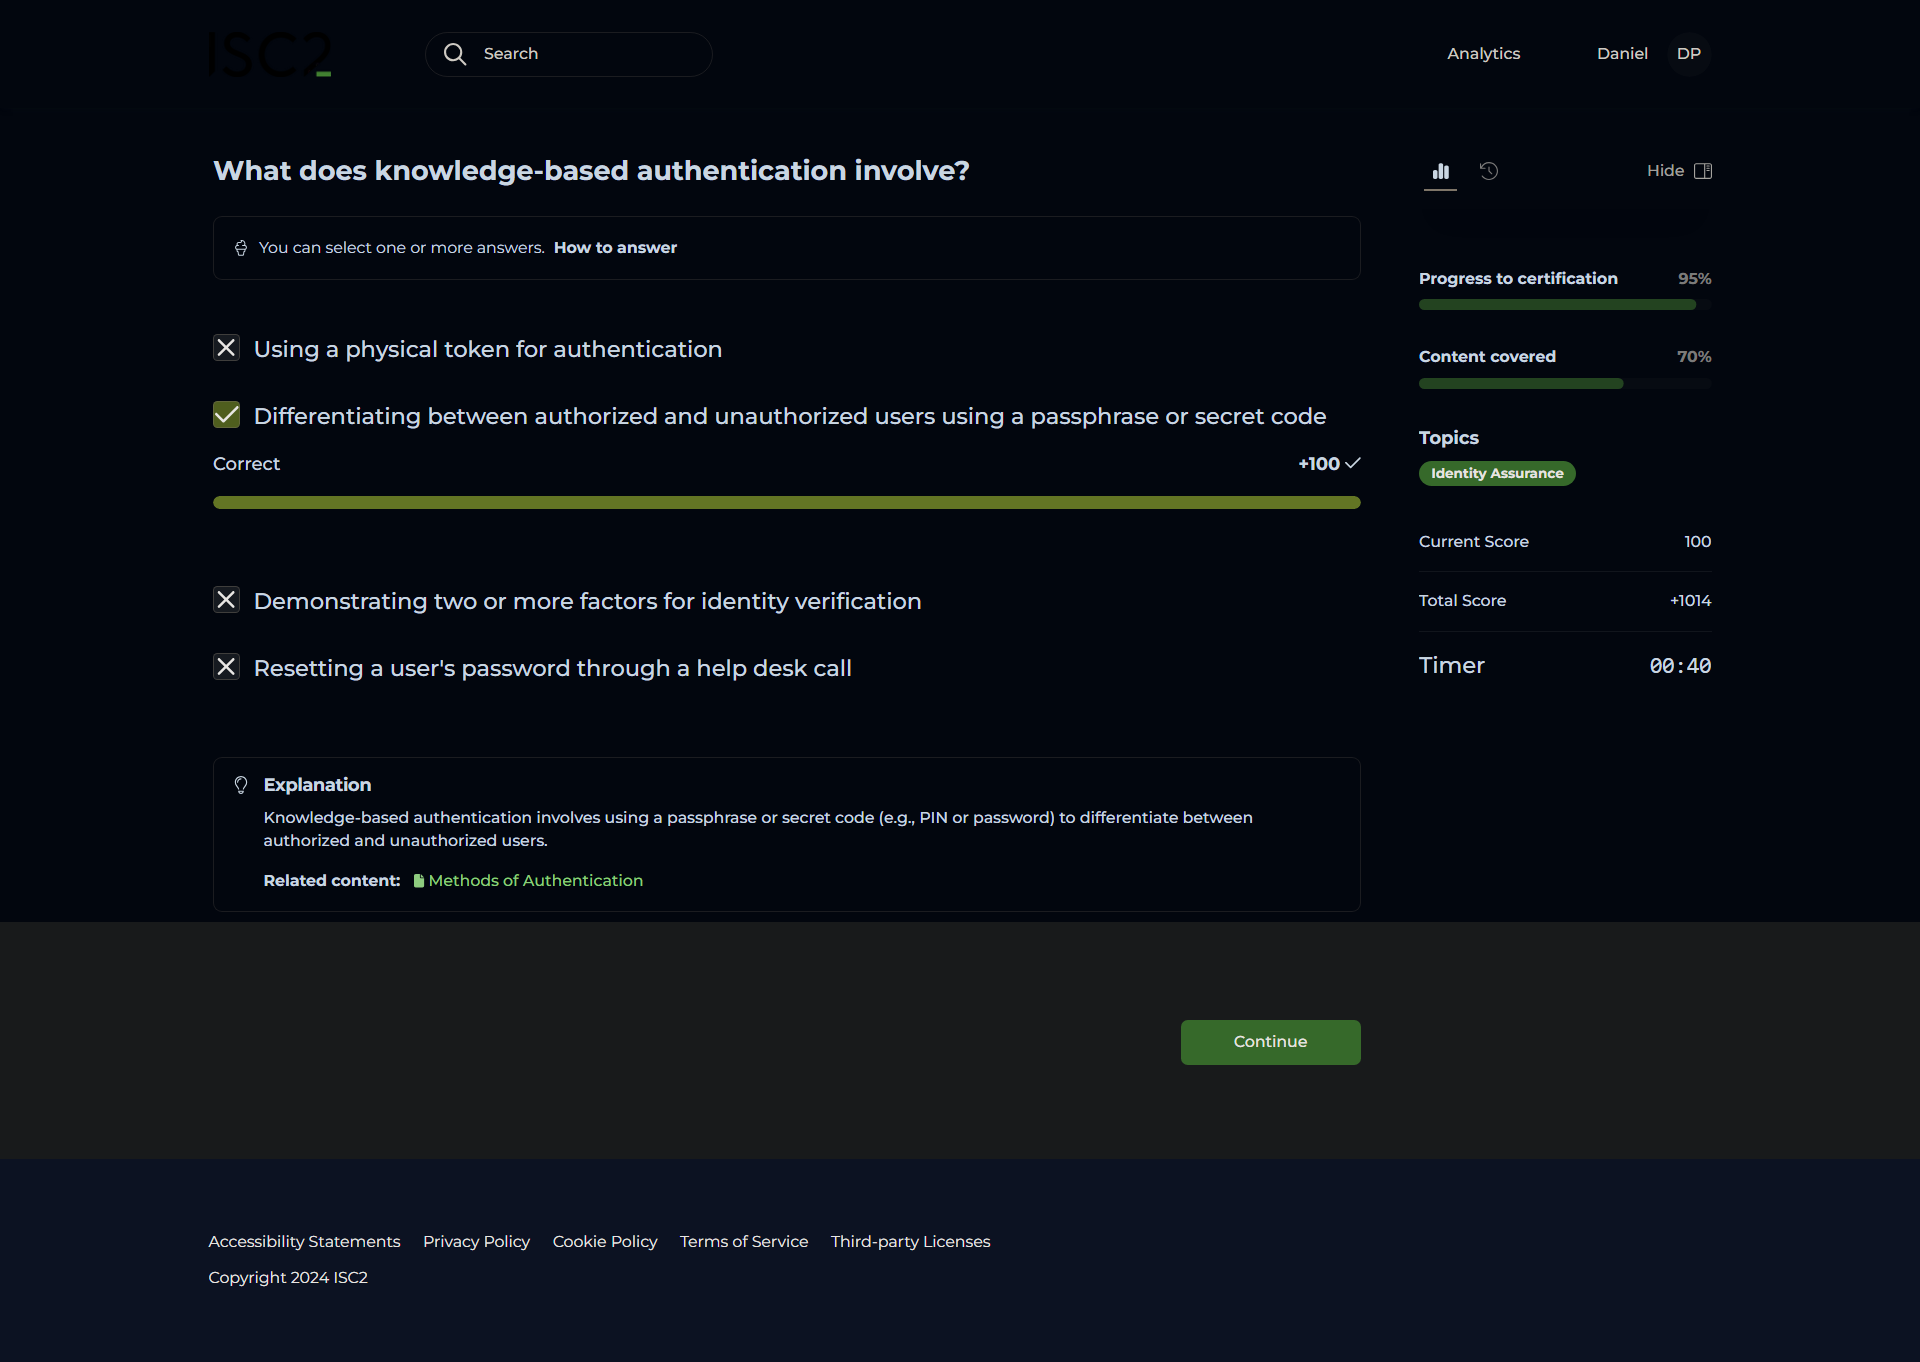 ISC2
Search
Analytics
Daniel
DP
What does knowledge-based authentication involve?
You can select one or more answers. How to answer
Using a physical token for authentication
Differentiating between authorized and unauthorized users using a passphrase or secret code
Correct
+100
Demonstrating two or more factors for identity verification
Resetting a user's password through a help desk call
Explanation
Knowledge-based authentication involves using a passphrase or secret code (e.g., PIN or password) to differentiate between
authorized and unauthorized users.
Related content: Methods of Authentication
Hide
Progress to certification 95%
Content covered 70%
Topics
Identity Assurance
Current Score 100
Total Score +1014
Timer 00:40
Continue
Accessibility Statements Privacy Policy Cookie Policy Terms of Service Third-party Licenses
Copyright 2024 ISC2